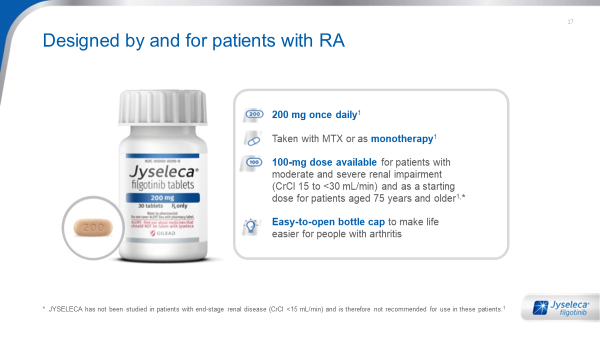 17
Designed by and for patients with RA
200 200 mg once daily¹
Taken with MTX or as monotherapy¹
100 100-mg dose available for patients with
moderate and severe renal impairment
(CrCl 15 to <30 mL/min) and as a starting
dose for patients aged 75 years and older¹,*
Easy-to-open bottle cap to make life
easier for people with arthritis
Jyseleca®
filgotinib tablets
200 mg
30 tablets Rx only
GILEAD
200
* JYSELECA has not been studied in patients with end-stage renal disease (CrCl <15 mL/min) and is therefore not recommended for use in these patients.¹
Jyseleca®
filgotinib